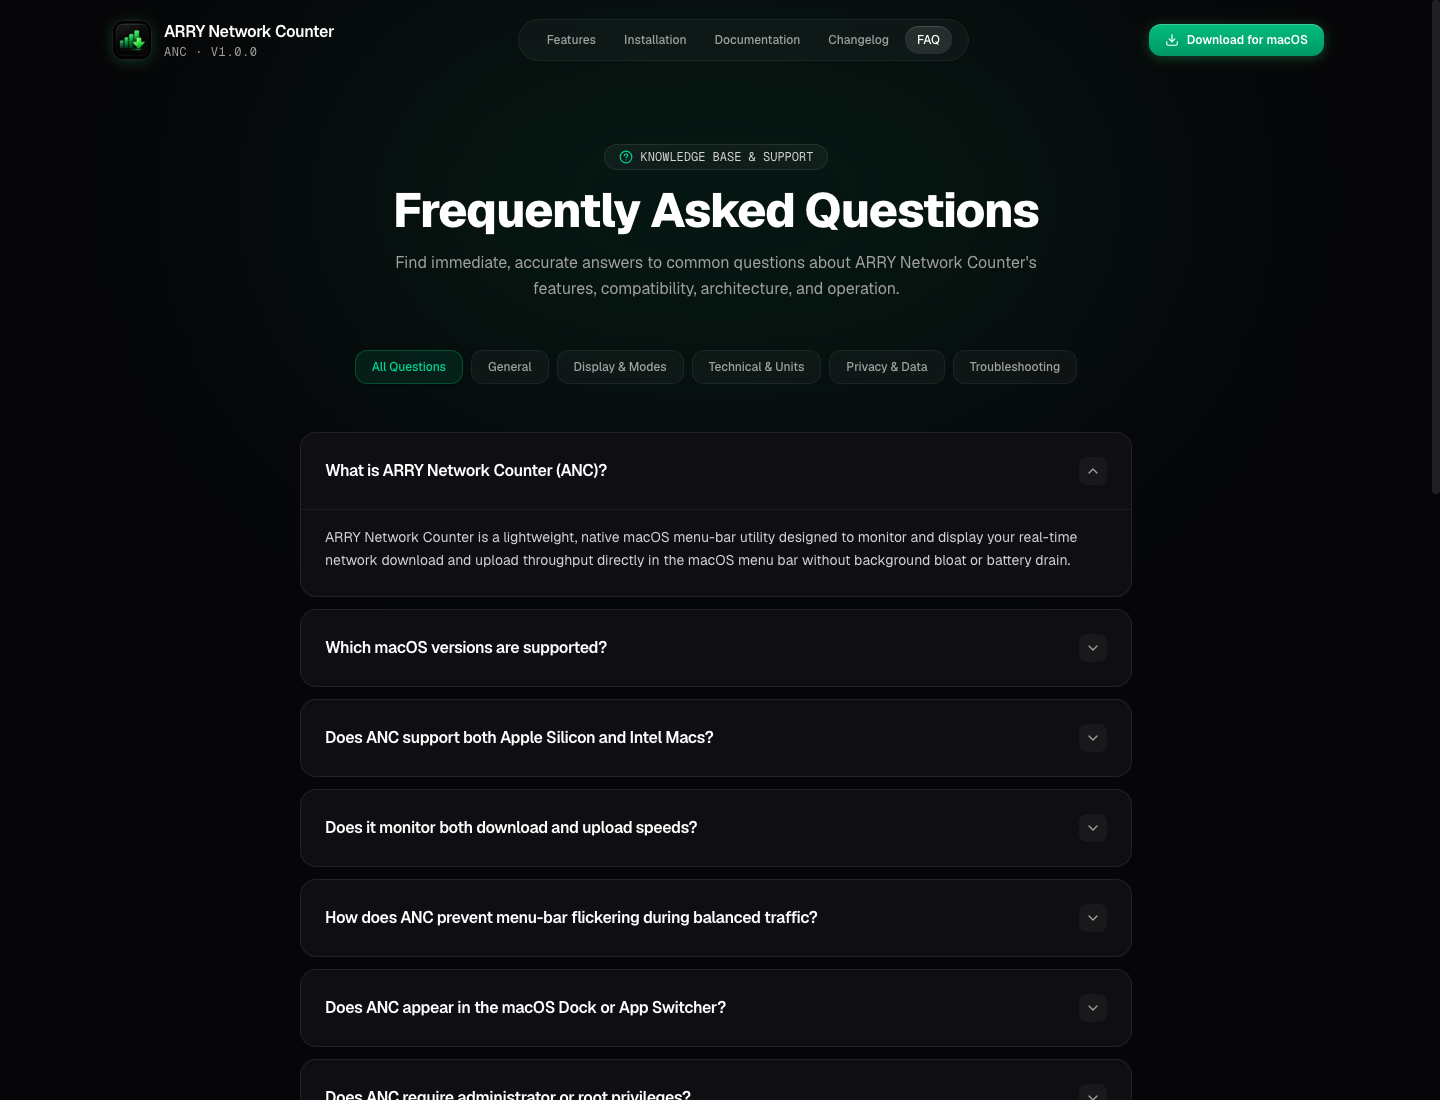 ARRY Network Counter
ANC · V1.0.0
Features
Installation
Documentation
Changelog
FAQ
Download for macOS
KNOWLEDGE BASE & SUPPORT
Frequently Asked Questions
Find immediate, accurate answers to common questions about ARRY Network Counter's
features, compatibility, architecture, and operation.
All Questions
General
Display & Modes
Technical & Units
Privacy & Data
Troubleshooting
What is ARRY Network Counter (ANC)?
ARRY Network Counter is a lightweight, native macOS menu-bar utility designed to monitor and display your real-time
network download and upload throughput directly in the macOS menu bar without background bloat or battery drain.
Which macOS versions are supported?
Does ANC support both Apple Silicon and Intel Macs?
Does it monitor both download and upload speeds?
How does ANC prevent menu-bar flickering during balanced traffic?
Does ANC appear in the macOS Dock or App Switcher?
Does ANC require administrator or root privileges?